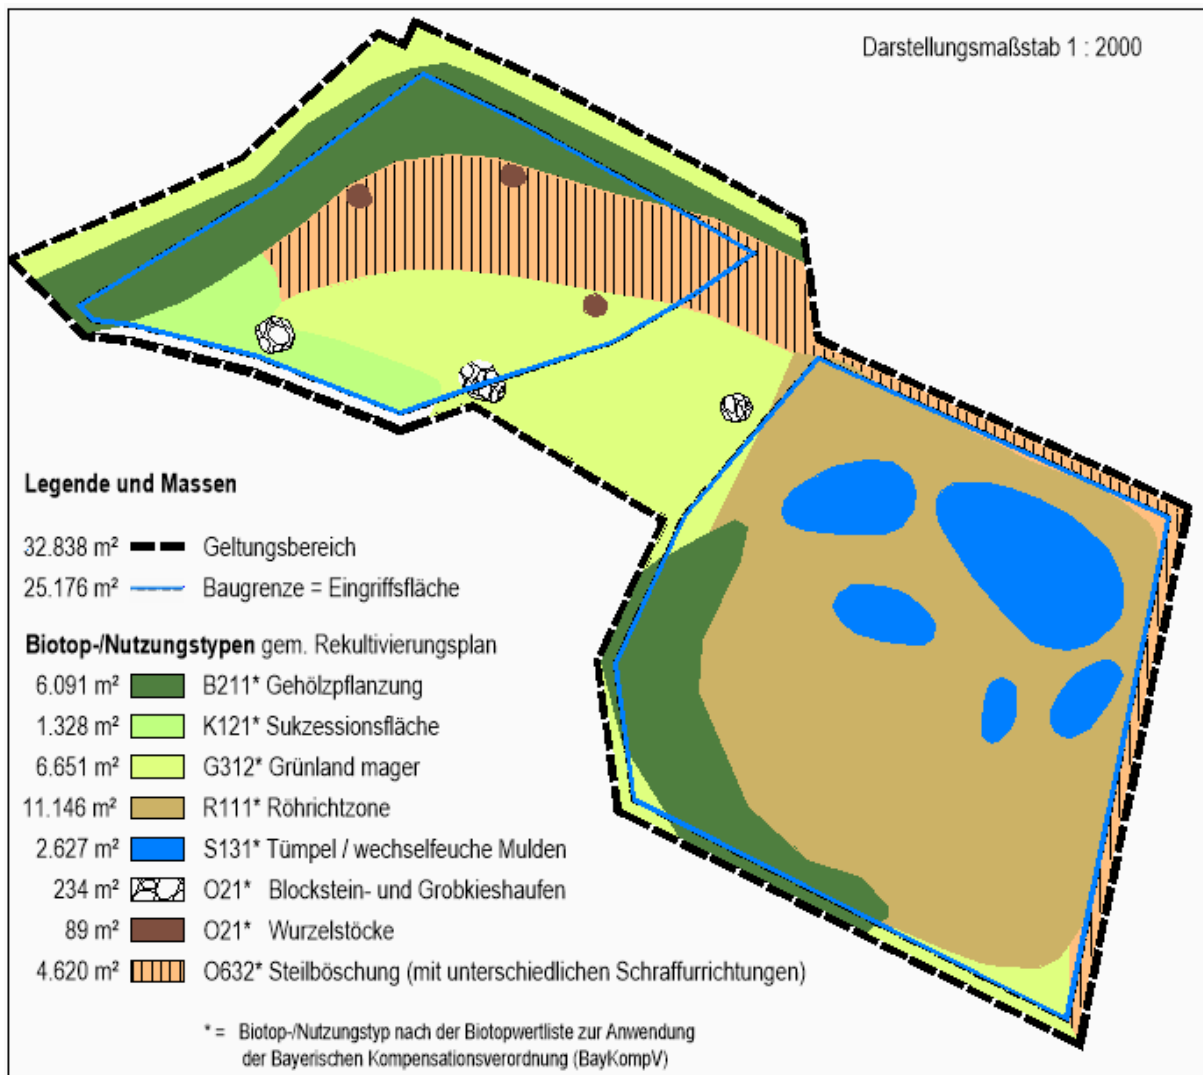 Darstellungsmaßstab 1 : 2000
Legende und Massen
32.838 m² Geltungsbereich
25.176 m² Baugrenze = Eingriffsfläche
Biotop-/Nutzungstypen gem. Rekultivierungsplan
6.091 m² B211* Gehölzpflanzung
1.328 m² K121* Sukzessionsfläche
6.651 m² G312* Grünland mager
11.146 m² R111* Röhrichtzone
2.627 m² S131* Tümpel / wechselfeuche Mulden
234 m² O21* Blockstein- und Grobkieshaufen
89 m² O21* Wurzelstöcke
4.620 m² O632* Steilböschung (mit unterschiedlichen Schraffurrichtungen)
* = Biotop-/Nutzungstyp nach der Biotopwertliste zur Anwendung
der Bayerischen Kompensationsverordnung (BayKompV)